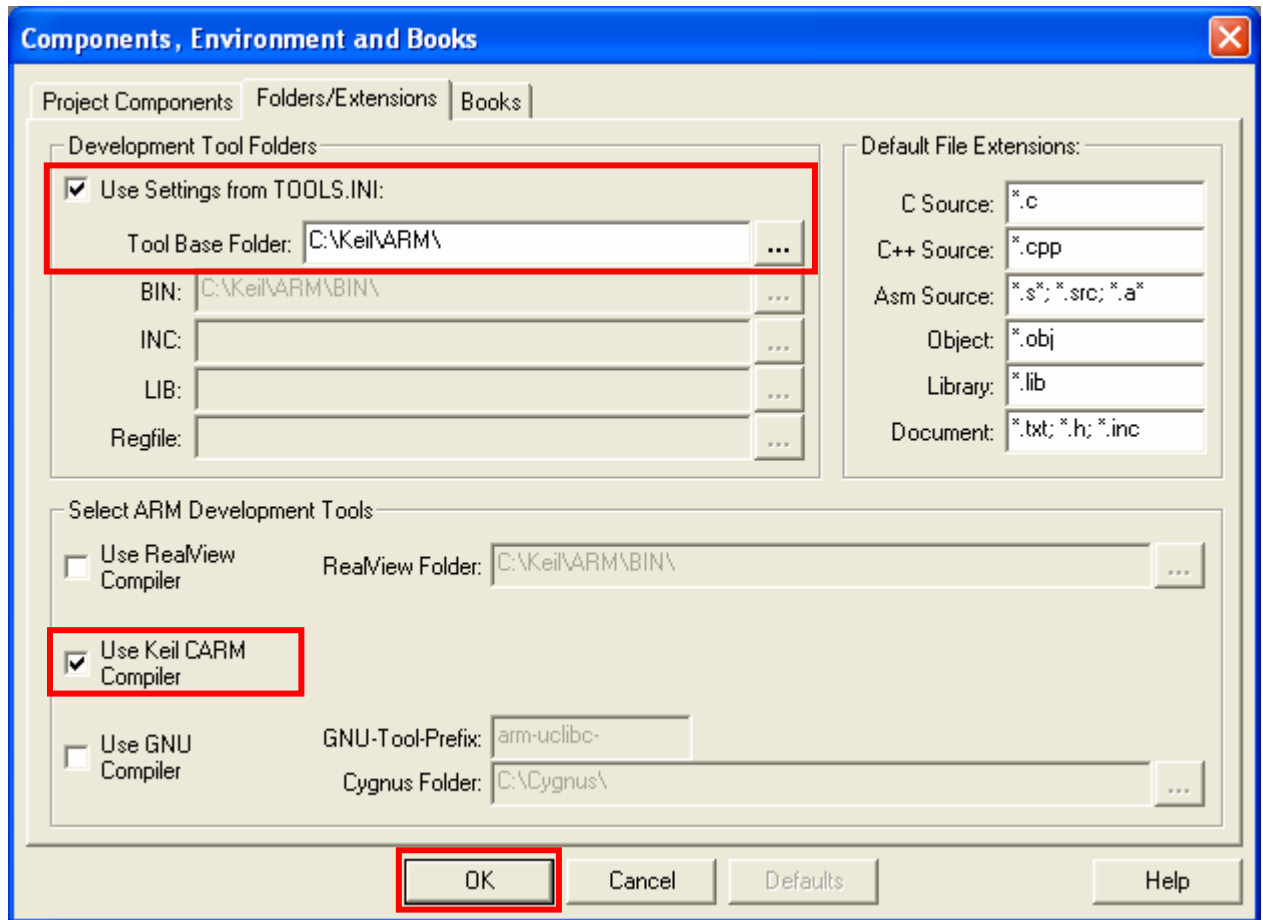 Components, Environment and Books
Project Components Folders/Extensions Books
Development Tool Folders
Use Settings from TOOLS.INI:
Tool Base Folder: C:\Keil\ARM\ ...
BIN: C:\Keil\ARM\BIN\ ...
INC: ...
LIB: ...
Regfile: ...
Default File Extensions:
C Source: *.c
C++ Source: *.cpp
Asm Source: *.s*; *.src; *.a*
Object: *.obj
Library: *.lib
Document: *.txt; *.h; *.inc
Select ARM Development Tools
Use RealView
Compiler
RealView Folder: C:\Keil\ARM\BIN\ ...
Use Keil CARM
Compiler
Use GNU
Compiler
GNU-Tool-Prefix: arm-uclibc-
Cygnus Folder: C:\Cygnus\ ...
OK Cancel Defaults Help